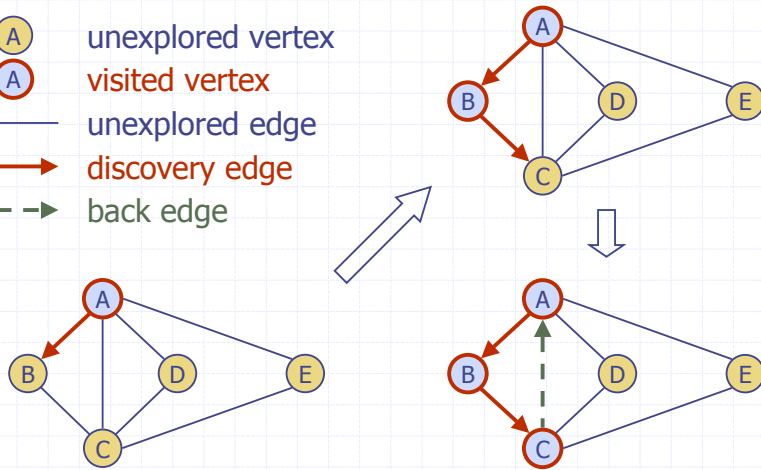 A unexplored vertex
A visited vertex
unexplored edge
discovery edge
back edge
A
B
D
E
C
A
B
D
E
C
A
B
D
E
C